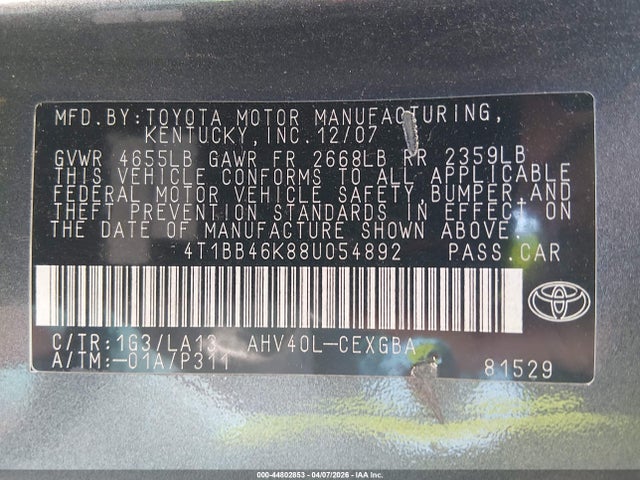 MFD.BY:TOYOTA MOTOR MANUFACTURING,
KENTUCKY,INC.12/07
GVWR 4655LB GAWR FR 2668LB RR 2359LB
THIS VEHICLE CONFORMS TO ALL APPLICABLE
FEDERAL MOTOR VEHICLE SAFETY,BUMPER,AND
THEFT PREVENTION STANDARDS IN EFFECT ON
THE DATE OF MANUFACTURE SHOWN ABOVE.
4T1BB46K88U054892 PASS.CAR
C/TR:1G3/LA13 AHV40L-CEXGBA
A/TM:-01A/P311 81529
000-44802853 - 04/07/2026 - IAA Inc.